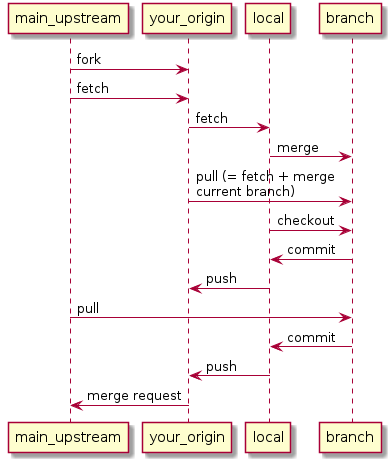 main_upstream your_origin local branch
fork
fetch
fetch
merge
pull (= fetch + merge
current branch)
checkout
commit
push
pull
commit
push
merge request
main_upstream your_origin local branch